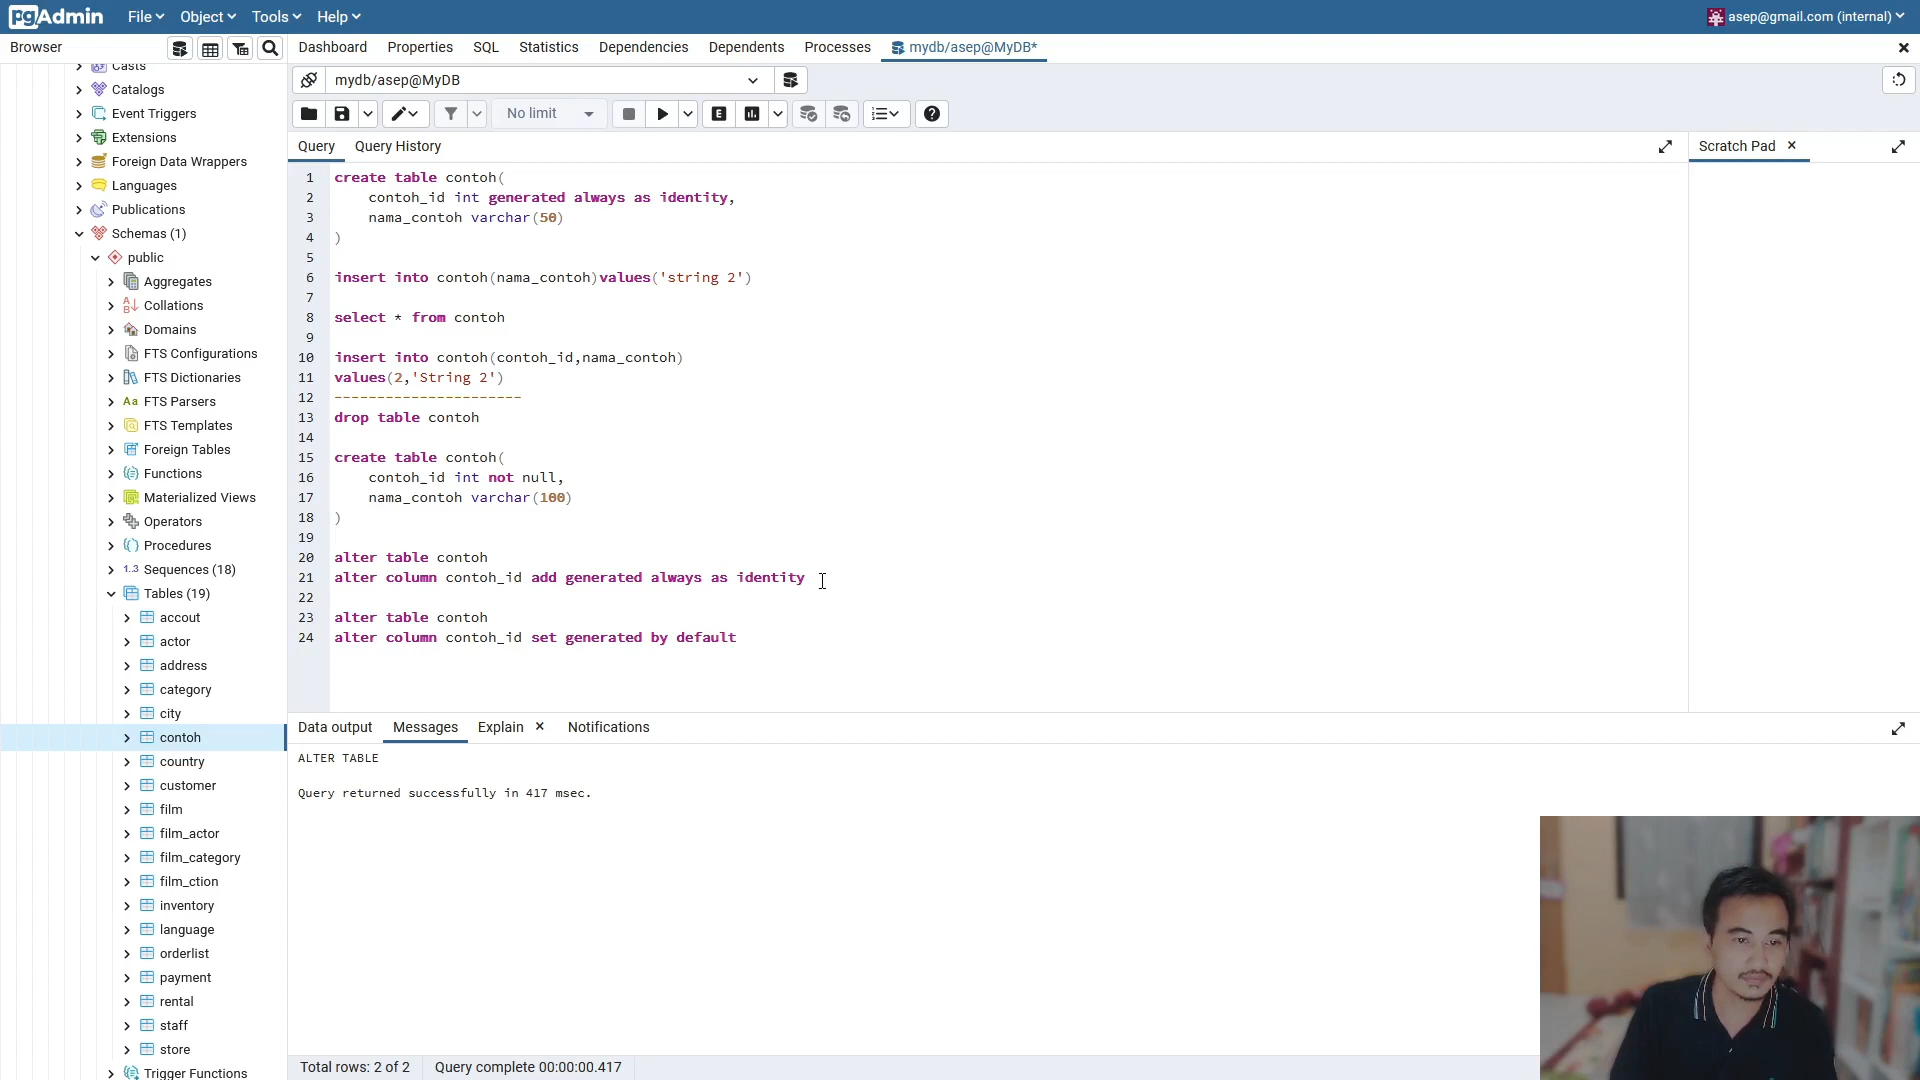 pgAdmin File Object Tools Help asep@gmail.com (internal)
Browser
Dashboard Properties SQL Statistics Dependencies Dependents Processes mydb/asep@MyDB*
mydb/asep@MyDB
No limit
Query Query History
Scratch Pad
Casts
Catalogs
Event Triggers
Extensions
Foreign Data Wrappers
Languages
Publications
Schemas (1)
public
Aggregates
Collations
Domains
FTS Configurations
FTS Dictionaries
Aa FTS Parsers
FTS Templates
Foreign Tables
Functions
Materialized Views
Operators
Procedures
1..3 Sequences (18)
Tables (19)
accout
actor
address
category
city
contoh
country
customer
film
film_actor
film_category
film_ction
inventory
language
orderlist
payment
rental
staff
store
Trigger Functions
1 create table contoh(
2 contoh_id int generated always as identity,
3 nama_contoh varchar(50)
4 )
5
6 insert into contoh(nama_contoh)values('string 2')
7
8 select * from contoh
9
10 insert into contoh(contoh_id,nama_contoh)
11 values(2,'String 2')
12 ----------------------
13 drop table contoh
14
15 create table contoh(
16 contoh_id int not null,
17 nama_contoh varchar(100)
18 )
19
20 alter table contoh
21 alter column contoh_id add generated always as identity
22
23 alter table contoh
24 alter column contoh_id set generated by default
Data output Messages Explain Notifications
ALTER TABLE
Query returned successfully in 417 msec.
Total rows: 2 of 2 Query complete 00:00:00.417